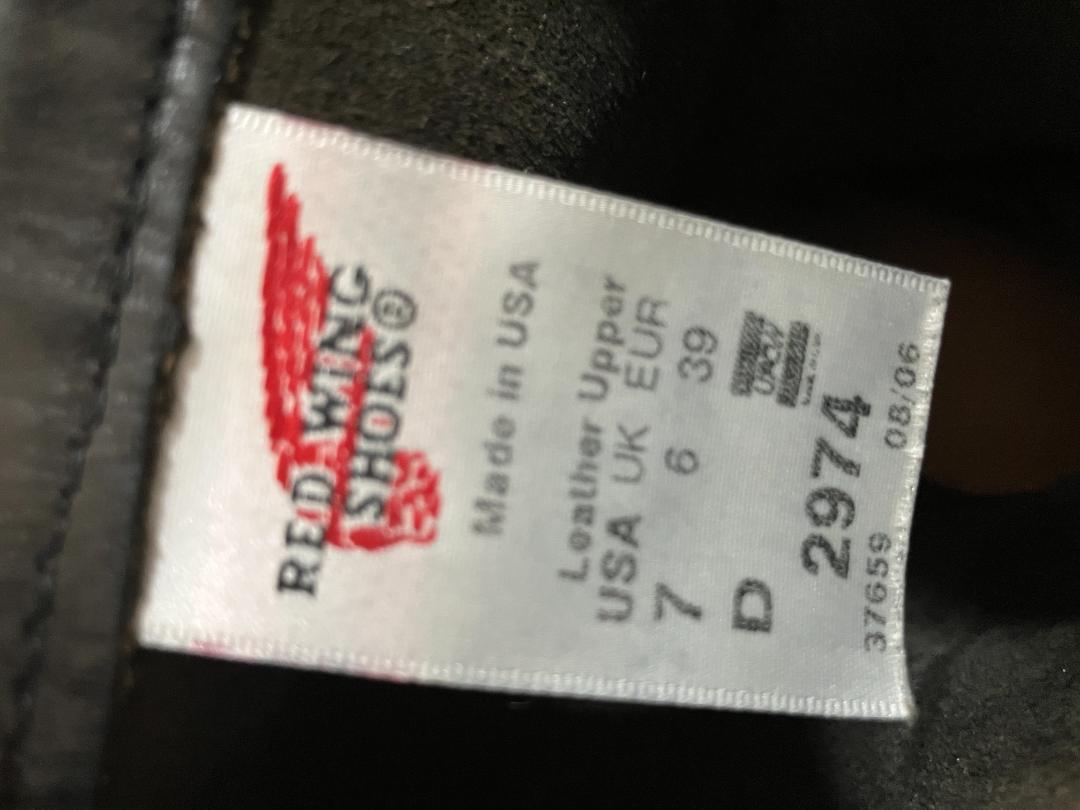 RED WING
SHOES®
Made in USA
Leather Upper
USA UK EUR
7 6 39
D
2974
37659 08/06